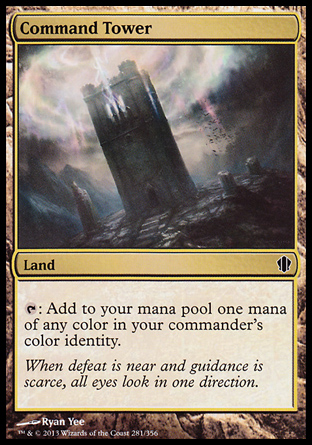 Command Tower
Land
: Add to your mana pool one mana
of any color in your commander's
color identity.
When defeat is near and guidance is
scarce, all eyes look in one direction.
Ryan Yee
™ & © 2013 Wizards of the Coast 281/356